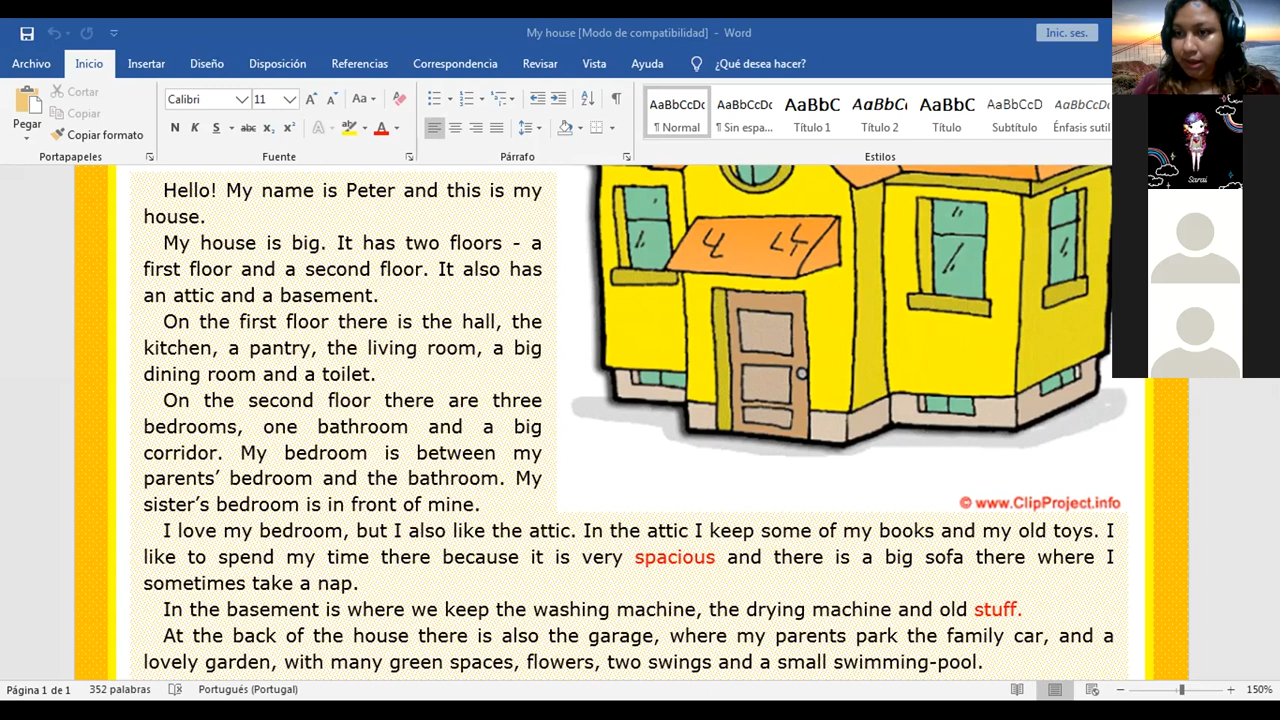 My house [Modo de compatibilidad] - Word
Inic. ses.
Archivo Inicio Insertar Diseño Disposición Referencias Correspondencia Revisar Vista Ayuda ¿Qué desea hacer?
Pegar
Cortar
Copiar
Copiar formato
Portapapeles
Calibri 11
Aa
N K S abc x₂ x²
A A
Fuente
Párrafo
AaBbCcDc AaBbCcDc AaBbC AaBbCc AaBbC AaBbCcD AaBbCcDc
¶ Normal ¶ Sin espa... Título 1 Título 2 Título Subtítulo Énfasis sutil
Estilos
Sarai
Hello! My name is Peter and this is my
house.
My house is big. It has two floors - a
first floor and a second floor. It also has
an attic and a basement.
On the first floor there is the hall, the
kitchen, a pantry, the living room, a big
dining room and a toilet.
On the second floor there are three
bedrooms, one bathroom and a big
corridor. My bedroom is between my
parents’ bedroom and the bathroom. My
sister’s bedroom is in front of mine.
© www.ClipProject.info
I love my bedroom, but I also like the attic. In the attic I keep some of my books and my old toys. I
like to spend my time there because it is very spacious and there is a big sofa there where I
sometimes take a nap.
In the basement is where we keep the washing machine, the drying machine and old stuff.
At the back of the house there is also the garage, where my parents park the family car, and a
lovely garden, with many green spaces, flowers, two swings and a small swimming-pool.
Página 1 de 1 352 palabras Portugués (Portugal) 150%